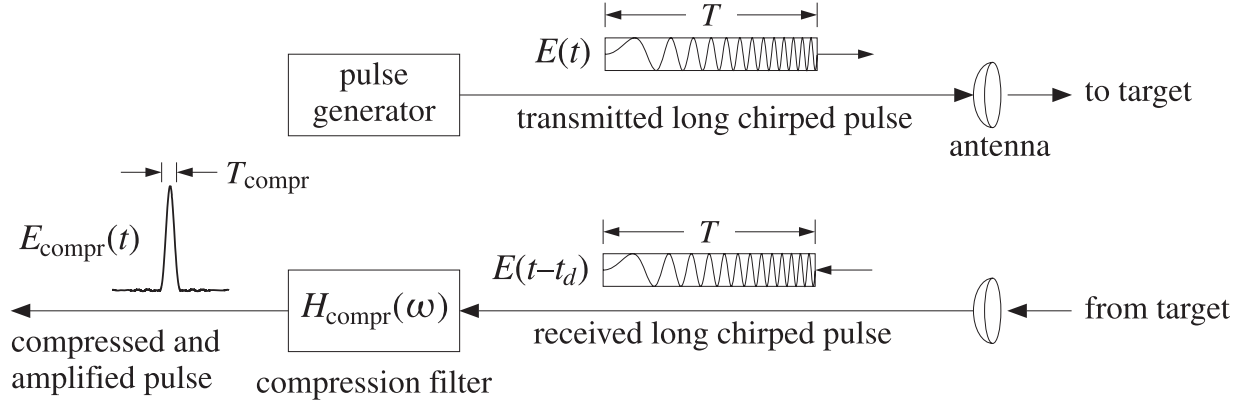 T
E(t)
pulse
generator
transmitted long chirped pulse
to target
antenna
T_compr
E_compr(t)
T
E(t–t_d)
H_compr(ω)
received long chirped pulse
from target
compressed and
amplified pulse
compression filter